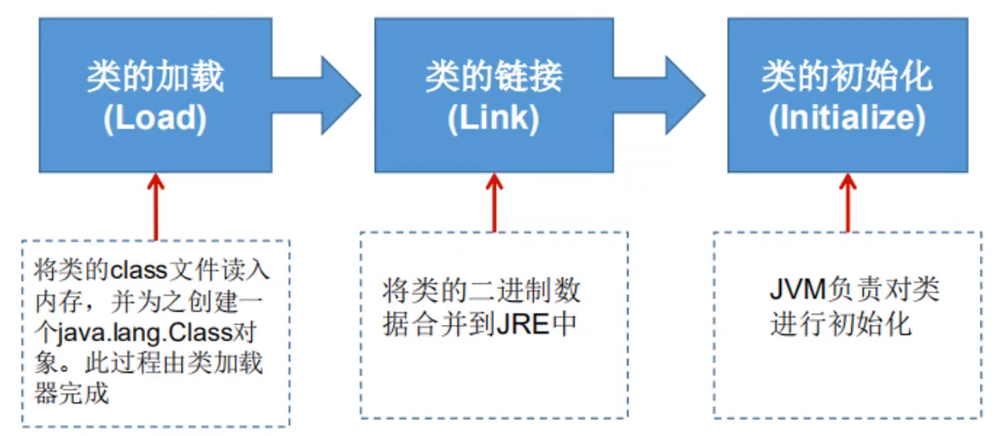 类的加载
(Load)
类的链接
(Link)
类的初始化
(Initialize)
将类的class文件读入
内存，并为之创建一
个java.lang.Class对
象。此过程由类加载
器完成
将类的二进制数
据合并到JRE中
JVM负责对类
进行初始化